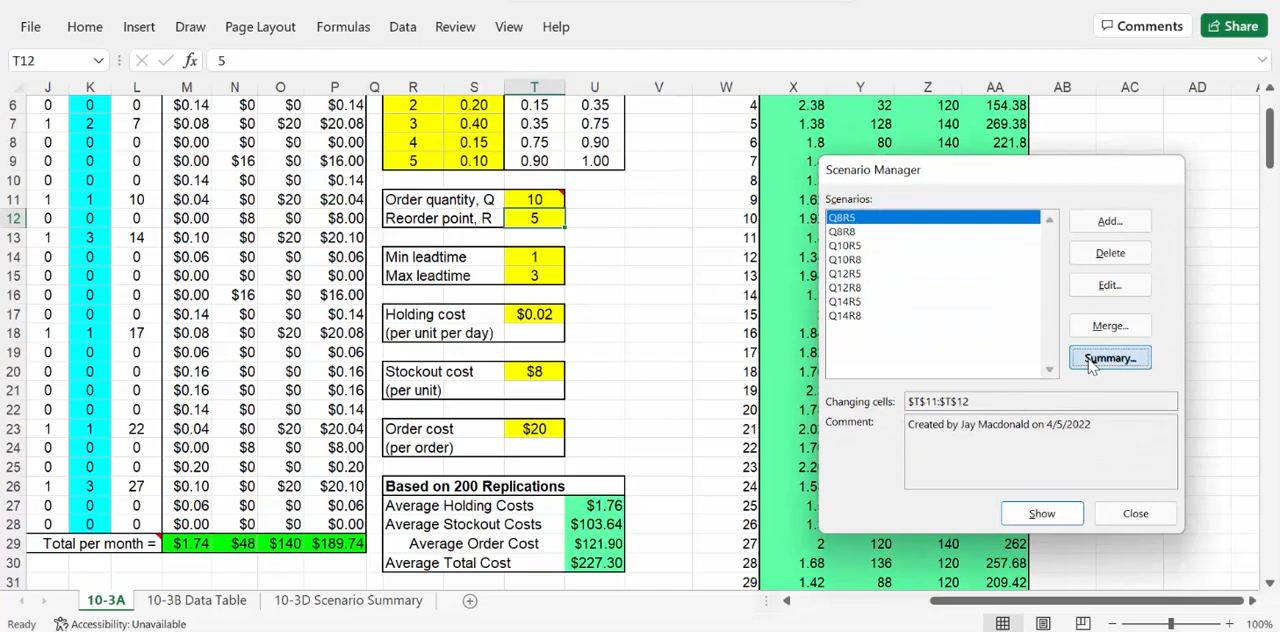 File Home Insert Draw Page Layout Formulas Data Review View Help Comments Share
T12 fx 5
J K L M N O P Q R S T U V W X Y Z AA AB AC AD
6 0 0 0 $0.14 $0 $0 $0.14 2 0.20 0.15 0.35 4 2.38 32 120 154.38
7 1 2 7 $0.08 $0 $20 $20.08 3 0.40 0.35 0.75 5 1.38 128 140 269.38
8 0 0 0 $0.00 $0 $0 $0.00 4 0.15 0.75 0.90 6 1.8 80 140 221.8
9 0 0 0 $0.00 $16 $0 $16.00 5 0.10 0.90 1.00 7
10 0 0 0 $0.14 $0 $0 $0.14 8
11 1 1 10 $0.04 $0 $20 $20.04 Order quantity, Q 10 9
12 0 0 0 $0.00 $8 $0 $8.00 Reorder point, R 5 10
13 1 3 14 $0.10 $0 $20 $20.10 11
14 0 0 0 $0.06 $0 $0 $0.06 Min leadtime 1 12
15 0 0 0 $0.00 $0 $0 $0.00 Max leadtime 3 13
16 0 0 0 $0.00 $16 $0 $16.00 14
17 0 0 0 $0.14 $0 $0 $0.14 Holding cost $0.02 15
18 1 1 17 $0.08 $0 $20 $20.08 (per unit per day) 16
19 0 0 0 $0.06 $0 $0 $0.06 17
20 0 0 0 $0.16 $0 $0 $0.16 Stockout cost $8 18
21 0 0 0 $0.16 $0 $0 $0.16 (per unit) 19
22 0 0 0 $0.14 $0 $0 $0.14 20
23 1 1 22 $0.04 $0 $20 $20.04 Order cost $20 21
24 0 0 0 $0.00 $8 $0 $8.00 (per order) 22
25 0 0 0 $0.20 $0 $0 $0.20 23
26 1 3 27 $0.10 $0 $20 $20.10 Based on 200 Replications 24
27 0 0 0 $0.06 $0 $0 $0.06 Average Holding Costs $1.76 25
28 0 0 0 $0.00 $0 $0 $0.00 Average Stockout Costs $103.64 26
29 Total per month = $1.74 $48 $140 $189.74 Average Order Cost $121.90 27 2 120 140 262
30 Average Total Cost $227.30 28 1.68 136 120 257.68
31 29 1.42 88 120 209.42
Scenario Manager
Scenarios:
Q8R5
Q8R8
Q10R5
Q10R8
Q12R5
Q12R8
Q14R5
Q14R8
Add...
Delete
Edit...
Merge...
Summary...
Changing cells: $T$11:$T$12
Comment: Created by Jay Macdonald on 4/5/2022
Show Close
10-3A 10-3B Data Table 10-3D Scenario Summary
Ready Accessibility: Unavailable 100%